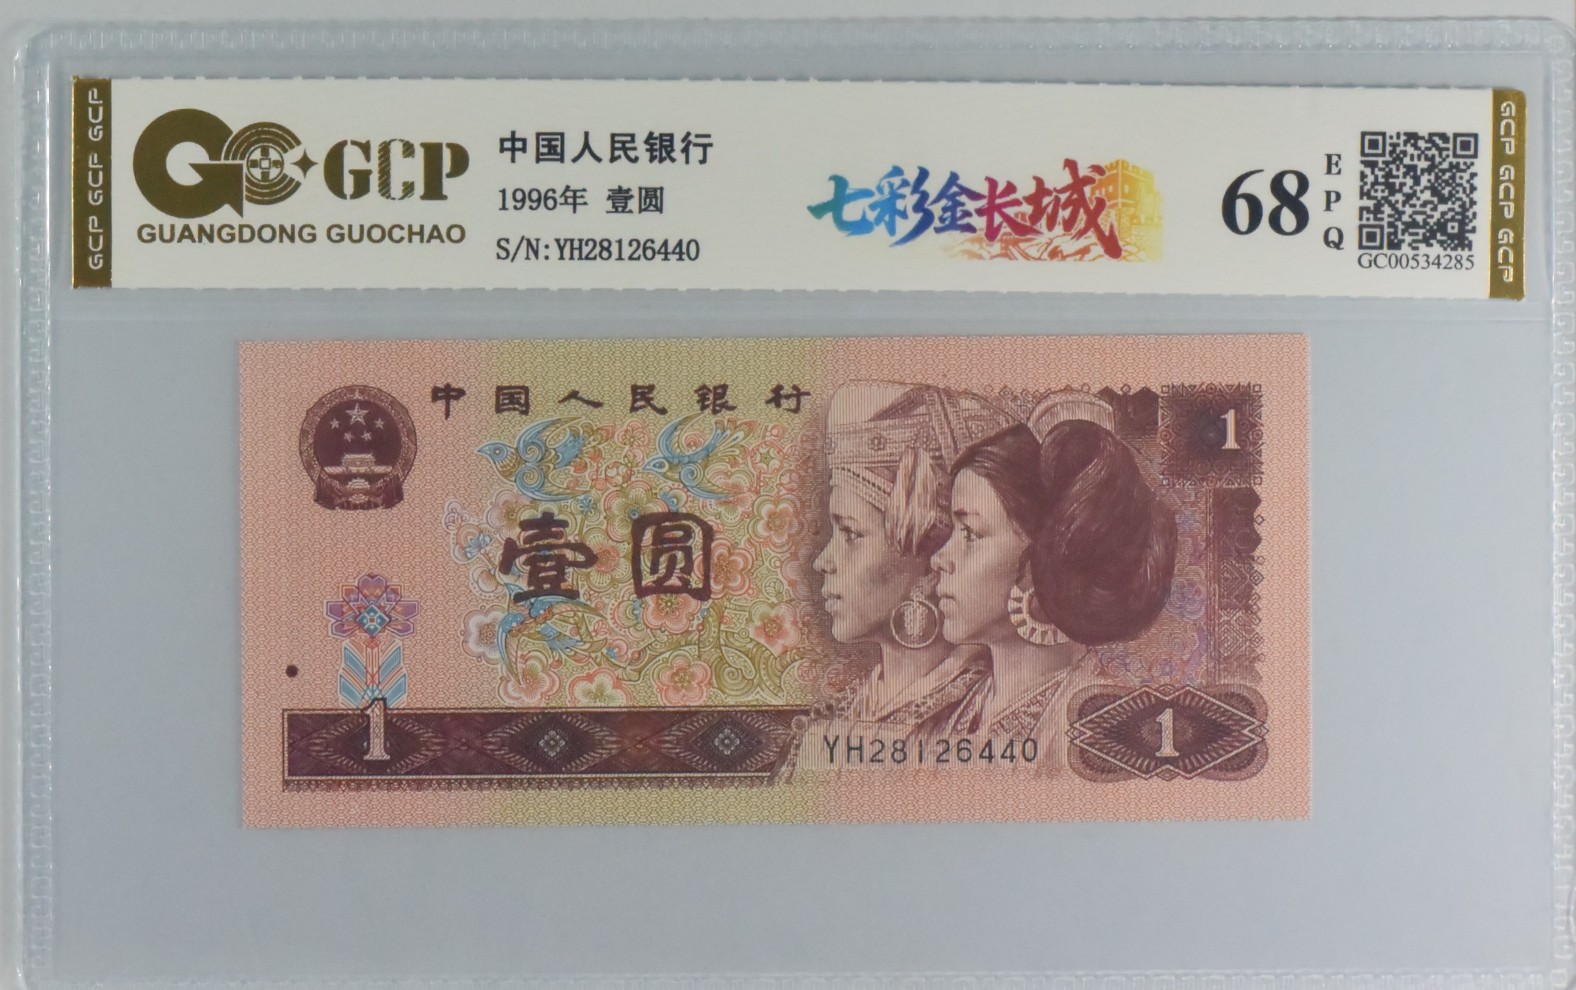 GCP GCP GCP
GCP
GUANGDONG GUOCHAO
中国人民银行
1996年 壹圆
S/N:YH28126440
七彩金长城
68
EPQ
GC00534285
GCP GCP GCP
中国人民银行
1
壹圆
1
YH28126440
1